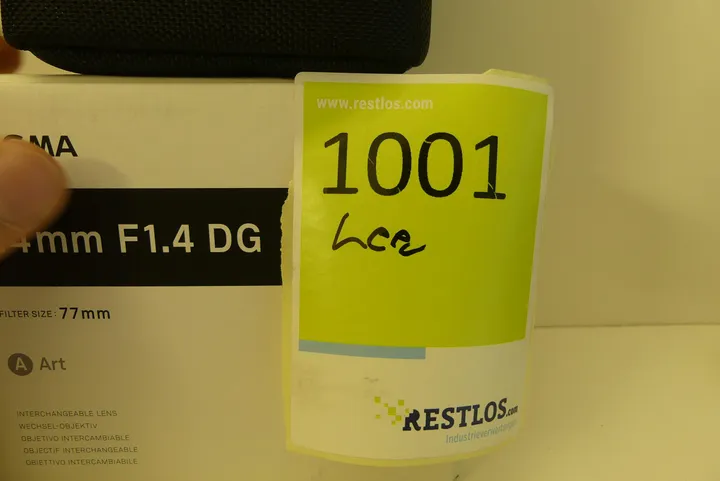 GMA
4mm F1.4 DG
FILTER SIZE: 77mm
A Art
INTERCHANGEABLE LENS
WECHSEL-OBJEKTIV
OBJETIVO INTERCAMBIABLE
OBJECTIF INTERCHANGEABLE
OBIETTIVO INTERCAMBIABILE
www.restlos.com
1001
Leer
RESTLOS.com